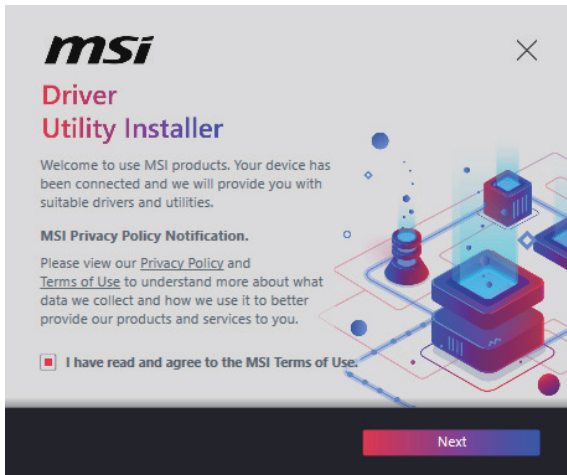 msi
Driver
Utility Installer
Welcome to use MSI products. Your device has
been connected and we will provide you with
suitable drivers and utilities.
MSI Privacy Policy Notification.
Please view our Privacy Policy and
Terms of Use to understand more about what
data we collect and how we use it to better
provide our products and services to you.
I have read and agree to the MSI Terms of Use.
Next